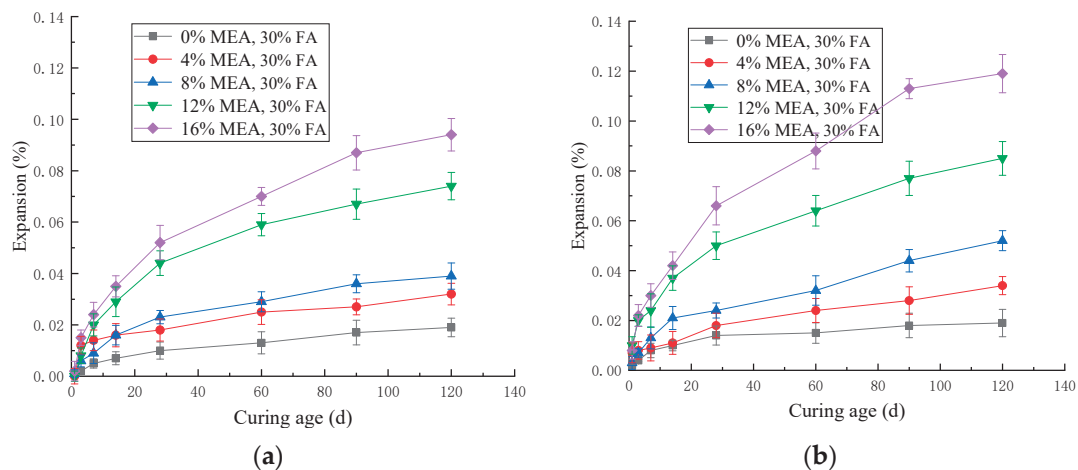 0.14
0.12
0.10
0.08
0.06
0.04
0.02
0.00
Expansion (%)
0% MEA, 30% FA
4% MEA, 30% FA
8% MEA, 30% FA
12% MEA, 30% FA
16% MEA, 30% FA
0 20 40 60 80 100 120 140
Curing age (d)
(a)
0.14
0.12
0.10
0.08
0.06
0.04
0.02
0.00
Expansion (%)
0% MEA, 30% FA
4% MEA, 30% FA
8% MEA, 30% FA
12% MEA, 30% FA
16% MEA, 30% FA
0 20 40 60 80 100 120 140
Curing age (d)
(b)